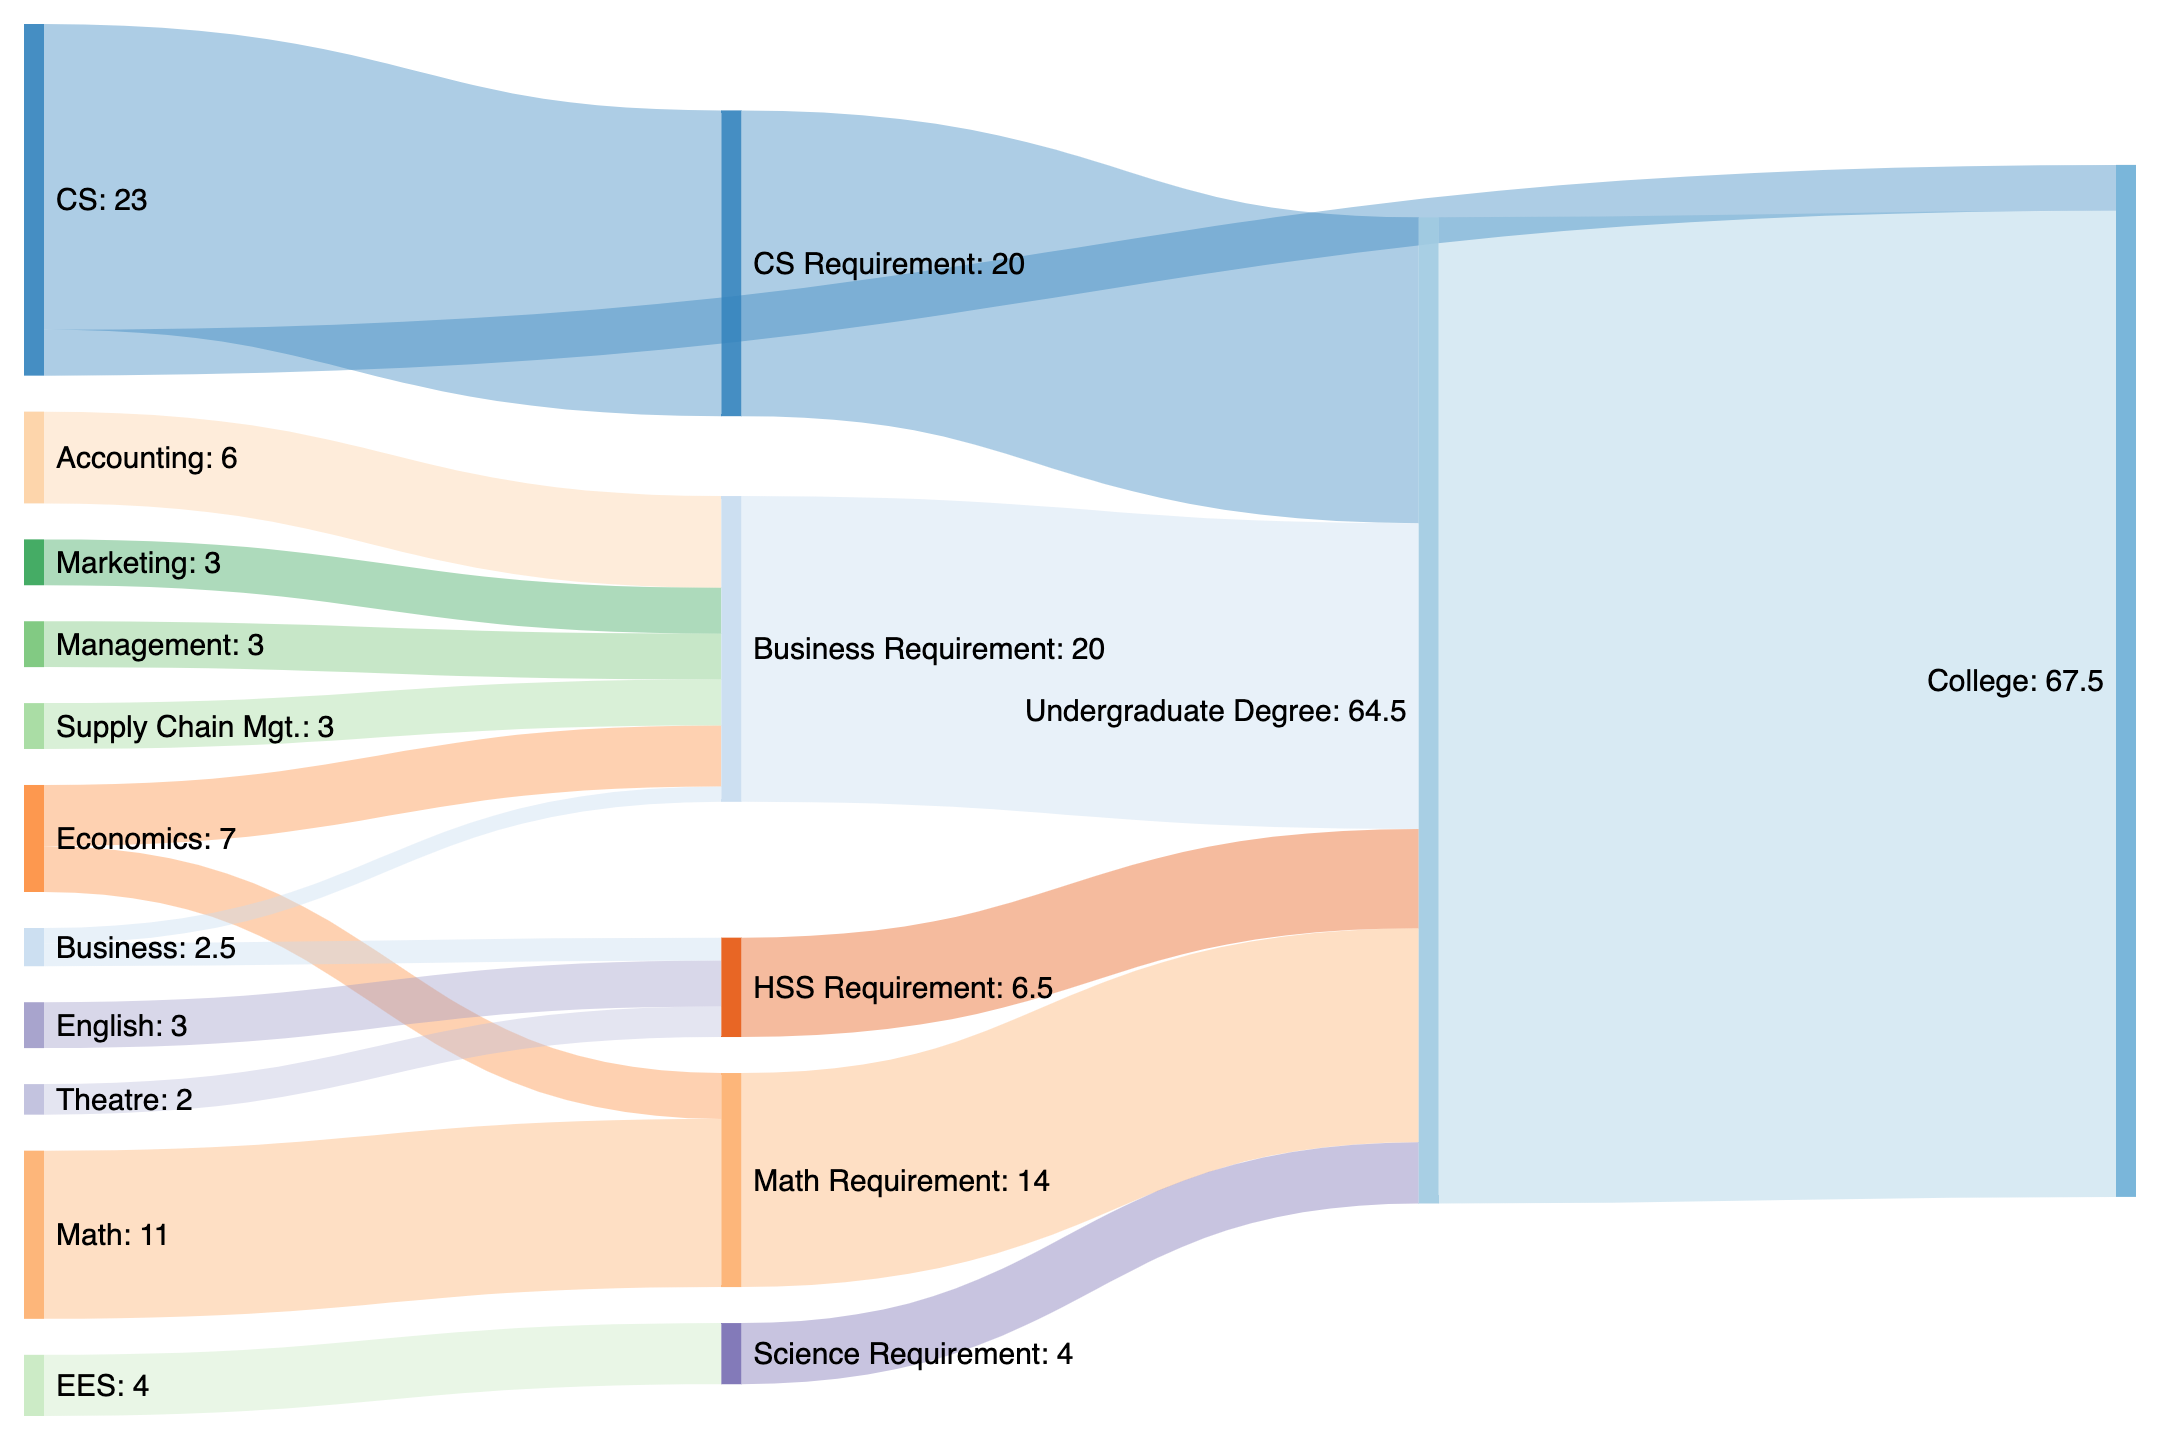 CS: 23
Accounting: 6
Marketing: 3
Management: 3
Supply Chain Mgt.: 3
Economics: 7
Business: 2.5
English: 3
Theatre: 2
Math: 11
EES: 4
CS Requirement: 20
Business Requirement: 20
HSS Requirement: 6.5
Math Requirement: 14
Science Requirement: 4
Undergraduate Degree: 64.5
College: 67.5